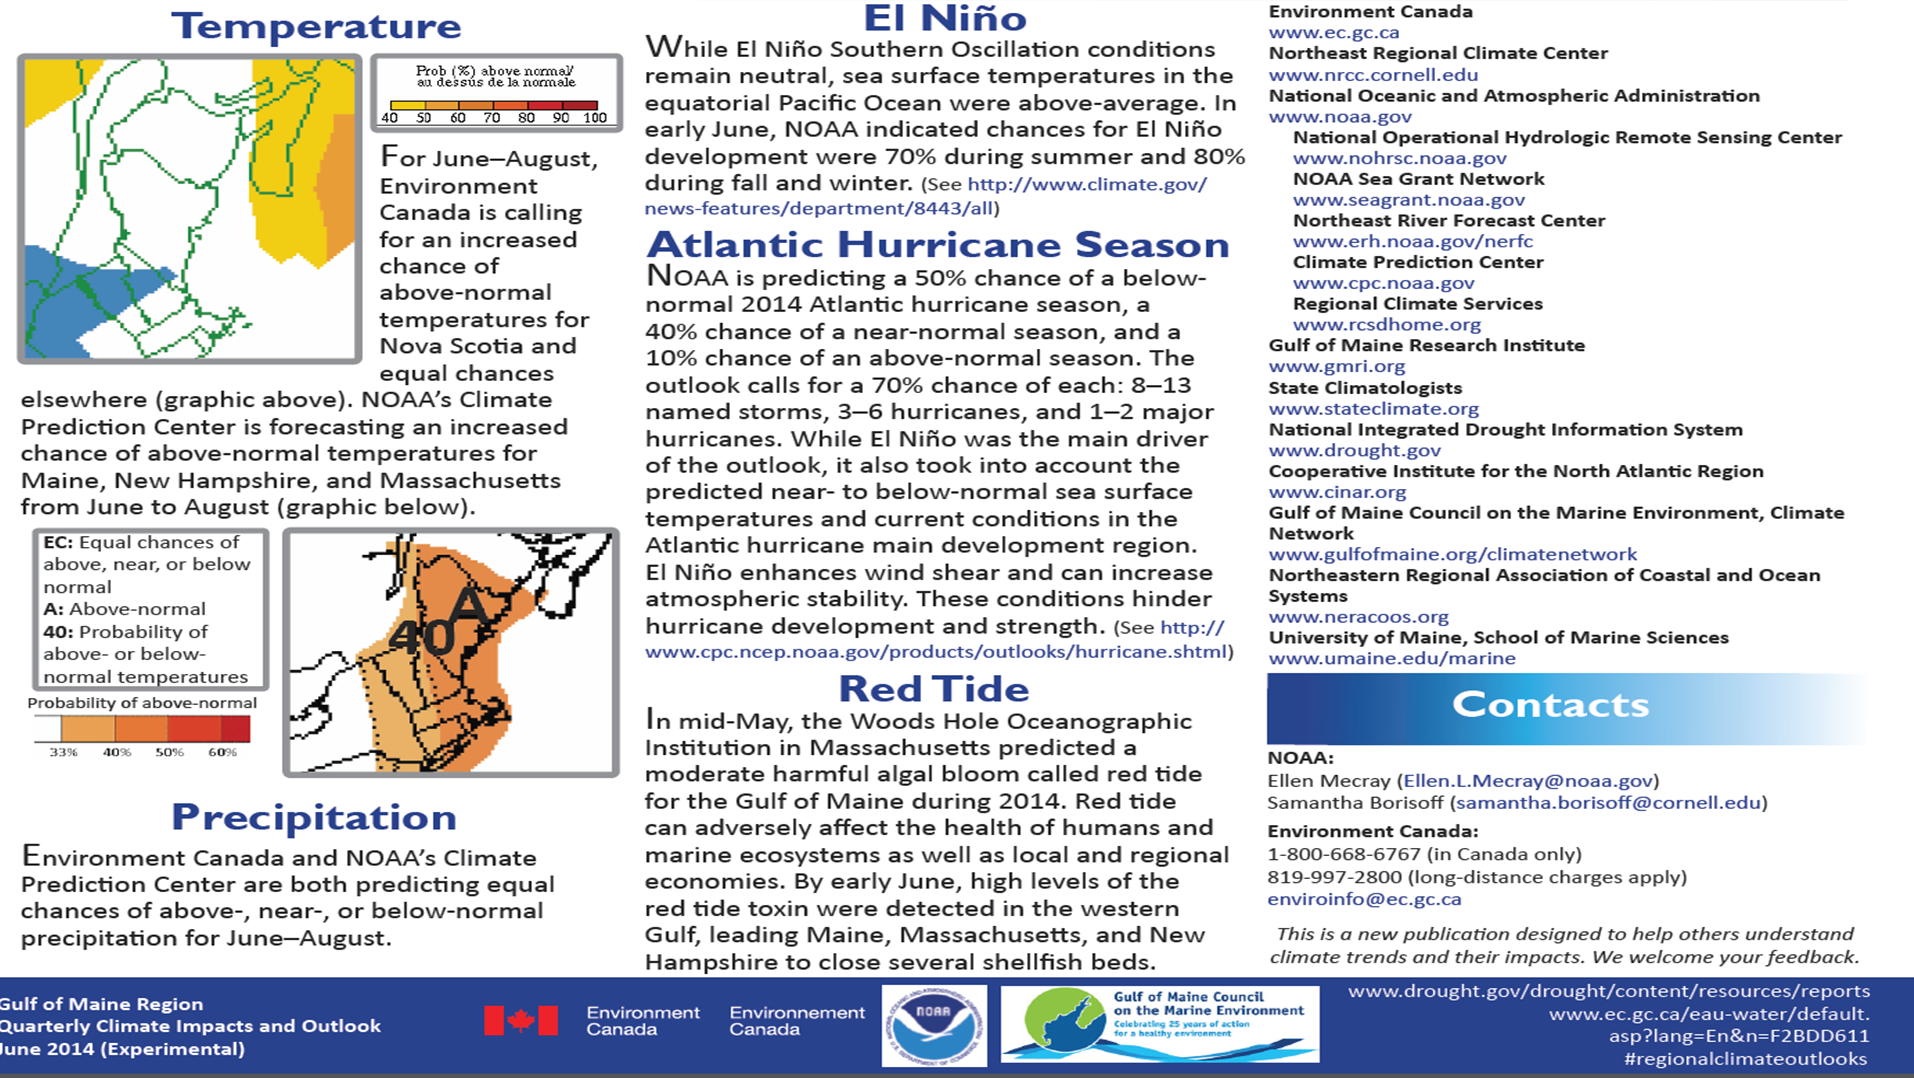 Temperature
Prob (%) above normal/
au dessus de la normale
40 50 60 70 80 90 100
For June–August,
Environment
Canada is calling
for an increased
chance of
above-normal
temperatures for
Nova Scotia and
equal chances
elsewhere (graphic above). NOAA's Climate
Prediction Center is forecasting an increased
chance of above-normal temperatures for
Maine, New Hampshire, and Massachusetts
from June to August (graphic below).
EC: Equal chances of
above, near, or below
normal
A: Above-normal
40: Probability of
above- or below-
normal temperatures
Probability of above-normal
33% 40% 50% 60%
A
40
Precipitation
Environment Canada and NOAA's Climate
Prediction Center are both predicting equal
chances of above-, near-, or below-normal
precipitation for June–August.
El Niño
While El Niño Southern Oscillation conditions
remain neutral, sea surface temperatures in the
equatorial Pacific Ocean were above-average. In
early June, NOAA indicated chances for El Niño
development were 70% during summer and 80%
during fall and winter. (See http://www.climate.gov/
news-features/department/8443/all)
Atlantic Hurricane Season
NOAA is predicting a 50% chance of a below-
normal 2014 Atlantic hurricane season, a
40% chance of a near-normal season, and a
10% chance of an above-normal season. The
outlook calls for a 70% chance of each: 8–13
named storms, 3–6 hurricanes, and 1–2 major
hurricanes. While El Niño was the main driver
of the outlook, it also took into account the
predicted near- to below-normal sea surface
temperatures and current conditions in the
Atlantic hurricane main development region.
El Niño enhances wind shear and can increase
atmospheric stability. These conditions hinder
hurricane development and strength. (See http://
www.cpc.ncep.noaa.gov/products/outlooks/hurricane.shtml)
Red Tide
In mid-May, the Woods Hole Oceanographic
Institution in Massachusetts predicted a
moderate harmful algal bloom called red tide
for the Gulf of Maine during 2014. Red tide
can adversely affect the health of humans and
marine ecosystems as well as local and regional
economies. By early June, high levels of the
red tide toxin were detected in the western
Gulf, leading Maine, Massachusetts, and New
Hampshire to close several shellfish beds.
Environment Canada
www.ec.gc.ca
Northeast Regional Climate Center
www.nrcc.cornell.edu
National Oceanic and Atmospheric Administration
www.noaa.gov
National Operational Hydrologic Remote Sensing Center
www.nohrsc.noaa.gov
NOAA Sea Grant Network
www.seagrant.noaa.gov
Northeast River Forecast Center
www.erh.noaa.gov/nerfc
Climate Prediction Center
www.cpc.noaa.gov
Regional Climate Services
www.rcsdhome.org
Gulf of Maine Research Institute
www.gmri.org
State Climatologists
www.stateclimate.org
National Integrated Drought Information System
www.drought.gov
Cooperative Institute for the North Atlantic Region
www.cinar.org
Gulf of Maine Council on the Marine Environment, Climate
Network
www.gulfofmaine.org/climatenetwork
Northeastern Regional Association of Coastal and Ocean
Systems
www.neracoos.org
University of Maine, School of Marine Sciences
www.umaine.edu/marine
Contacts
NOAA:
Ellen Mecray (Ellen.L.Mecray@noaa.gov)
Samantha Borisoff (samantha.borisoff@cornell.edu)
Environment Canada:
1-800-668-6767 (in Canada only)
819-997-2800 (long-distance charges apply)
enviroinfo@ec.gc.ca
This is a new publication designed to help others understand
climate trends and their impacts. We welcome your feedback.
Gulf of Maine Region
Quarterly Climate Impacts and Outlook
June 2014 (Experimental)
Environment
Canada
Environnement
Canada
NOAA
Gulf of Maine Council
on the Marine Environment
Celebrating 25 years of action
for a healthy environment
www.drought.gov/drought/content/resources/reports
www.ec.gc.ca/eau-water/default.
asp?lang=En&n=F2BDD611
#regionalclimateoutlooks